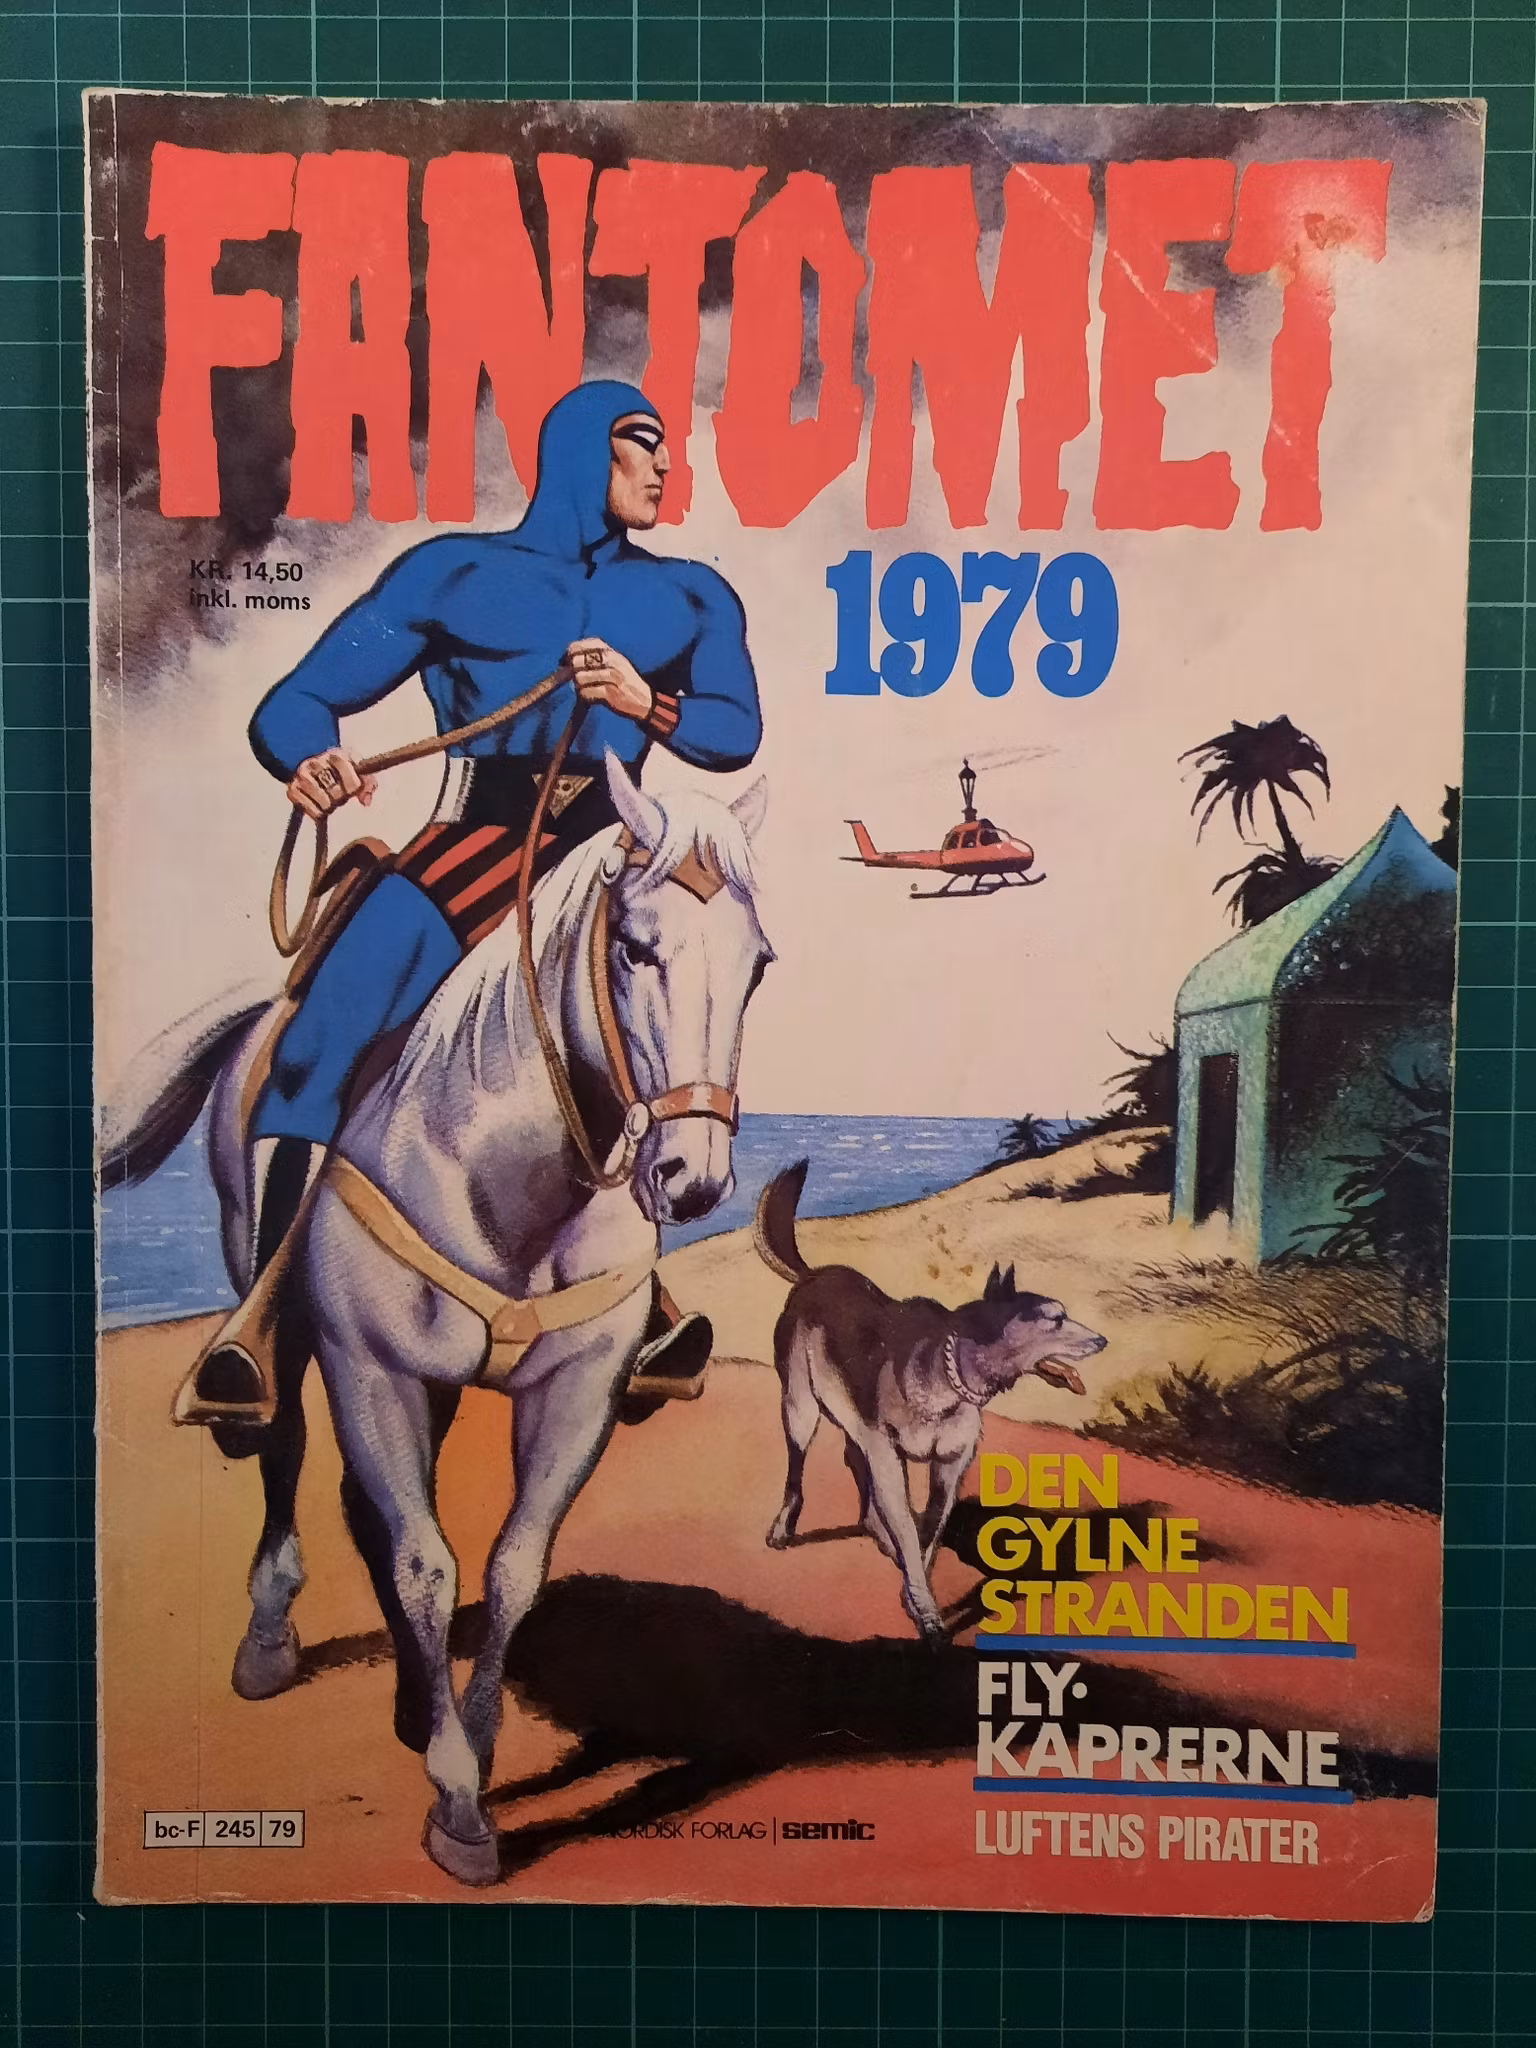 FANTOMET
KR. 14,50
inkl. moms
1979
DEN
GYLNE
STRANDEN
FLY-
KAPRERNE
LUFTENS PIRATER
bc-F 245 79
NORDISK FORLAG | semic